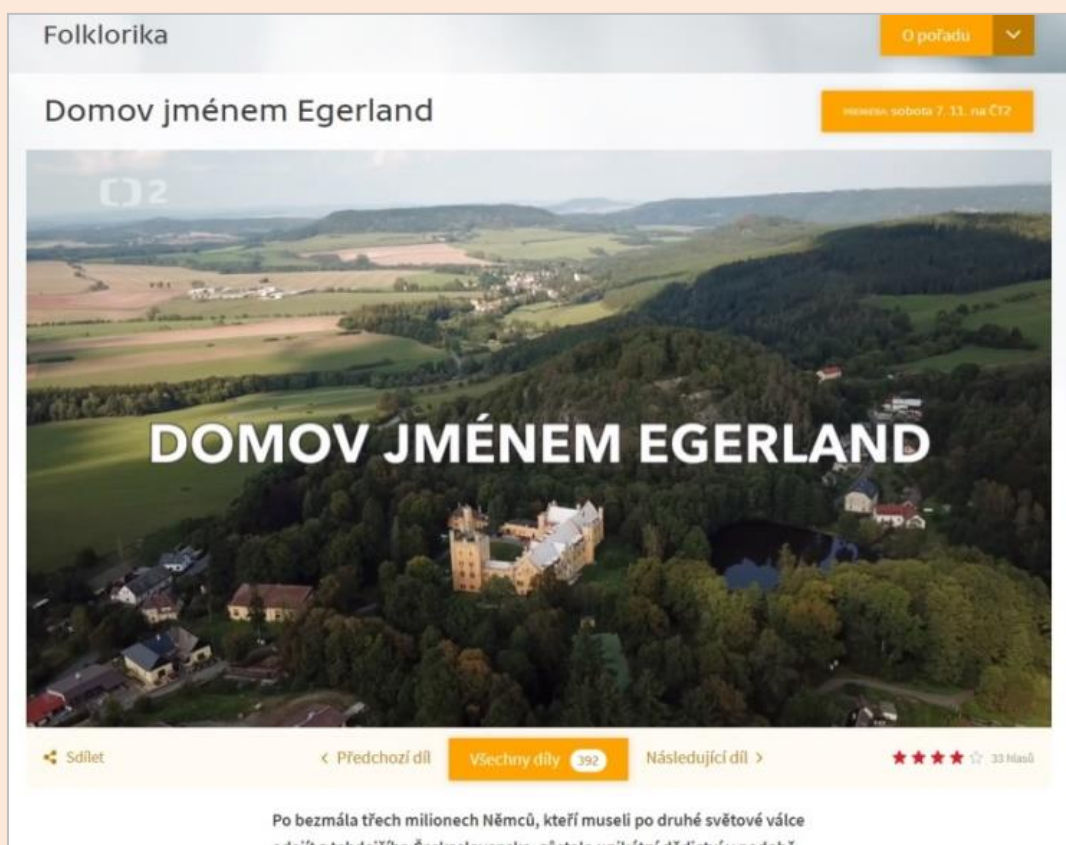 Folklorika
O pořadu
Domov jménem Egerland
PREMIÉRA: sobota 7. 11. na ČT2
2
DOMOV JMÉNEM EGERLAND
Sdílet
Předchozí díl
Všechny díly 392
Následující díl
33 hlasů
Po bezmála třech milionech Němců, kteří museli po druhé světové válce